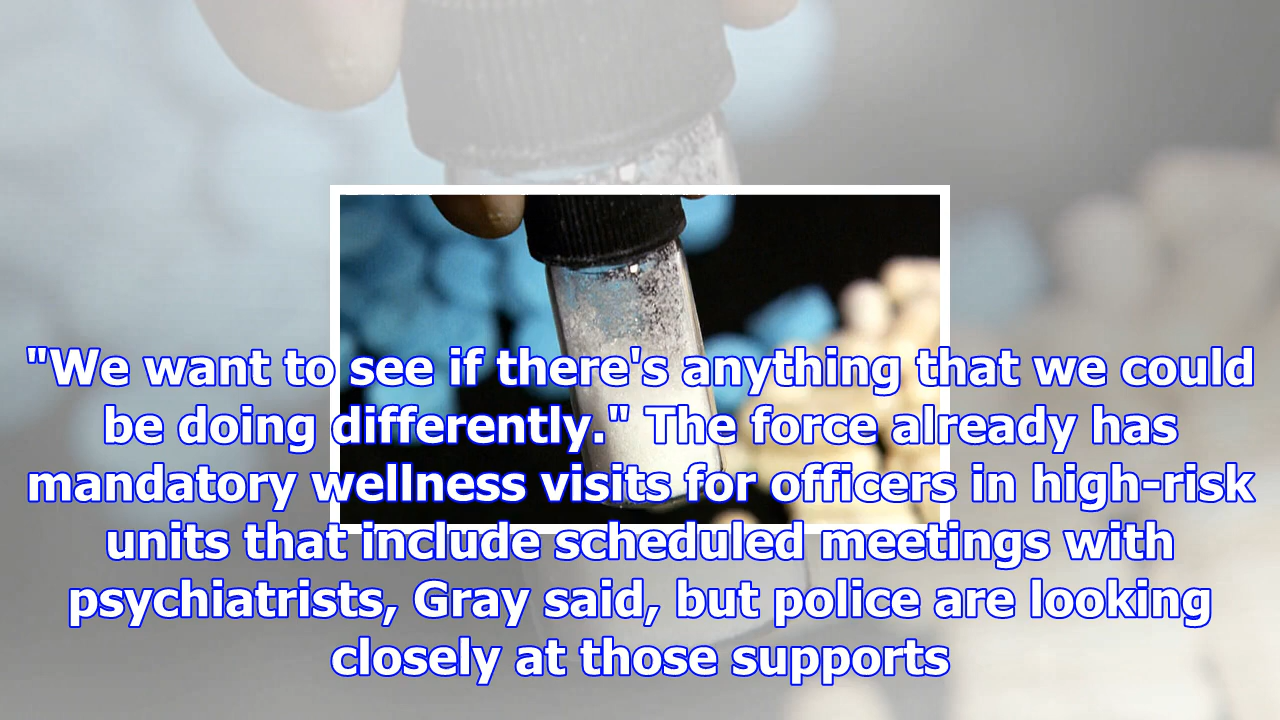 "We want to see if there's anything that we could
be doing differently." The force already has
mandatory wellness visits for officers in high-risk
units that include scheduled meetings with
psychiatrists, Gray said, but police are looking
closely at those supports